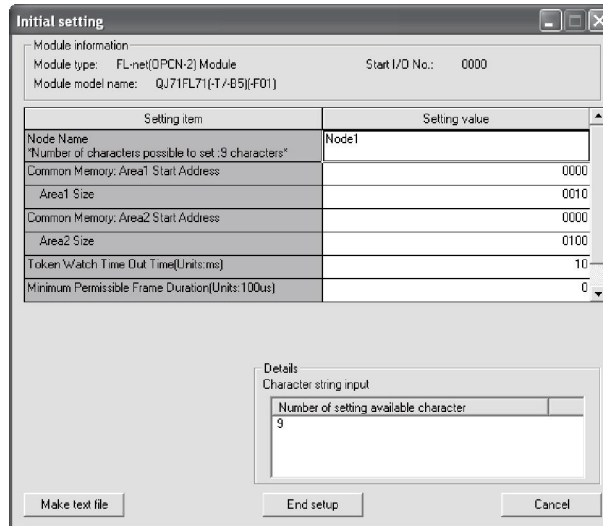 Initial setting
Module information
Module type: FL-net(OPCN-2) Module Start I/O No.: 0000
Module model name: QJ71FL71(-T/-B5)(-F01)
Setting item Setting value
Node Name Node1
*Number of characters possible to set :9 characters*
Common Memory: Area1 Start Address 0000
Area1 Size 0010
Common Memory: Area2 Start Address 0000
Area2 Size 0100
Token Watch Time Out Time(Units:ms) 10
Minimum Permissible Frame Duration(Units:100us) 0
Details
Character string input
Number of setting available character
9
Make text file End setup Cancel